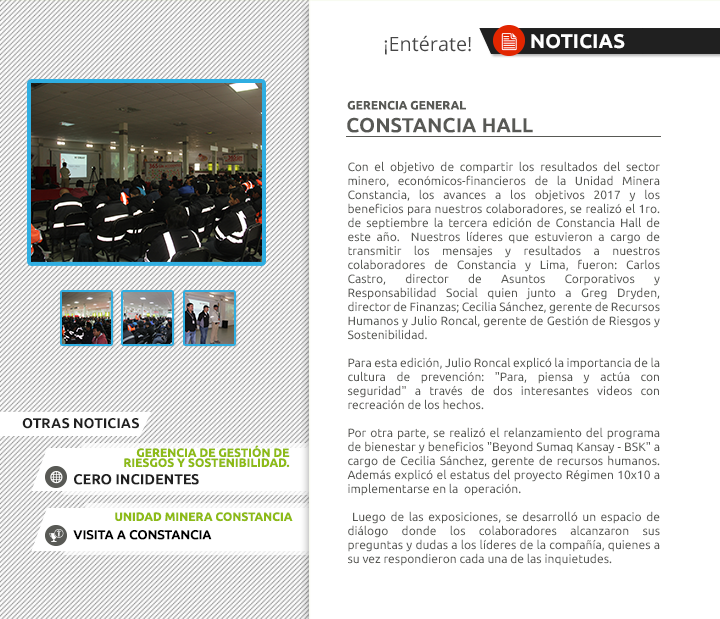 ¡Entérate!
NOTICIAS
GERENCIA GENERAL
CONSTANCIA HALL
Con el objetivo de compartir los resultados del sector
minero, económicos-financieros de la Unidad Minera
Constancia, los avances a los objetivos 2017 y los
beneficios para nuestros colaboradores, se realizó el 1ro.
de septiembre la tercera edición de Constancia Hall de
este año. Nuestros líderes que estuvieron a cargo de
transmitir los mensajes y resultados a nuestros
colaboradores de Constancia y Lima, fueron: Carlos
Castro, director de Asuntos Corporativos y
Responsabilidad Social quien junto a Greg Dryden,
director de Finanzas; Cecilia Sánchez, gerente de Recursos
Humanos y Julio Roncal, gerente de Gestión de Riesgos y
Sostenibilidad.
Para esta edición, Julio Roncal explicó la importancia de la
cultura de prevención: "Para, piensa y actúa con
seguridad" a través de dos interesantes videos con
recreación de los hechos.
Por otra parte, se realizó el relanzamiento del programa
de bienestar y beneficios "Beyond Sumaq Kansay - BSK" a
cargo de Cecilia Sánchez, gerente de recursos humanos.
Además explicó el estatus del proyecto Régimen 10x10 a
implementarse en la operación.
Luego de las exposiciones, se desarrolló un espacio de
diálogo donde los colaboradores alcanzaron sus
preguntas y dudas a los líderes de la compañía, quienes a
su vez respondieron cada una de las inquietudes.
OTRAS NOTICIAS
GERENCIA DE GESTIÓN DE
RIESGOS Y SOSTENIBILIDAD.
CERO INCIDENTES
UNIDAD MINERA CONSTANCIA
VISITA A CONSTANCIA